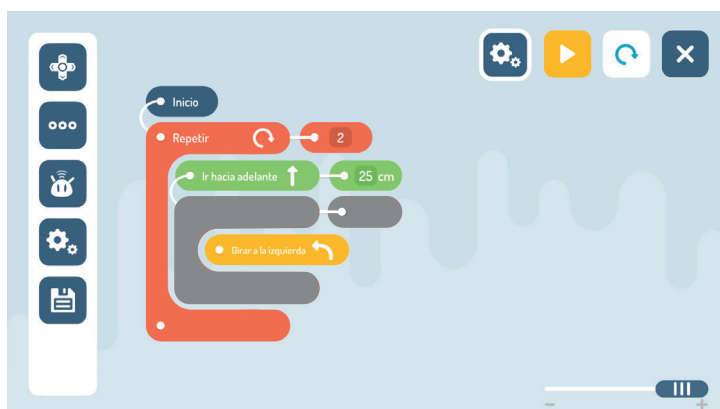 Inicio
Repetir 2
Ir hacia adelante 25 cm
Girar a la izquierda
- +